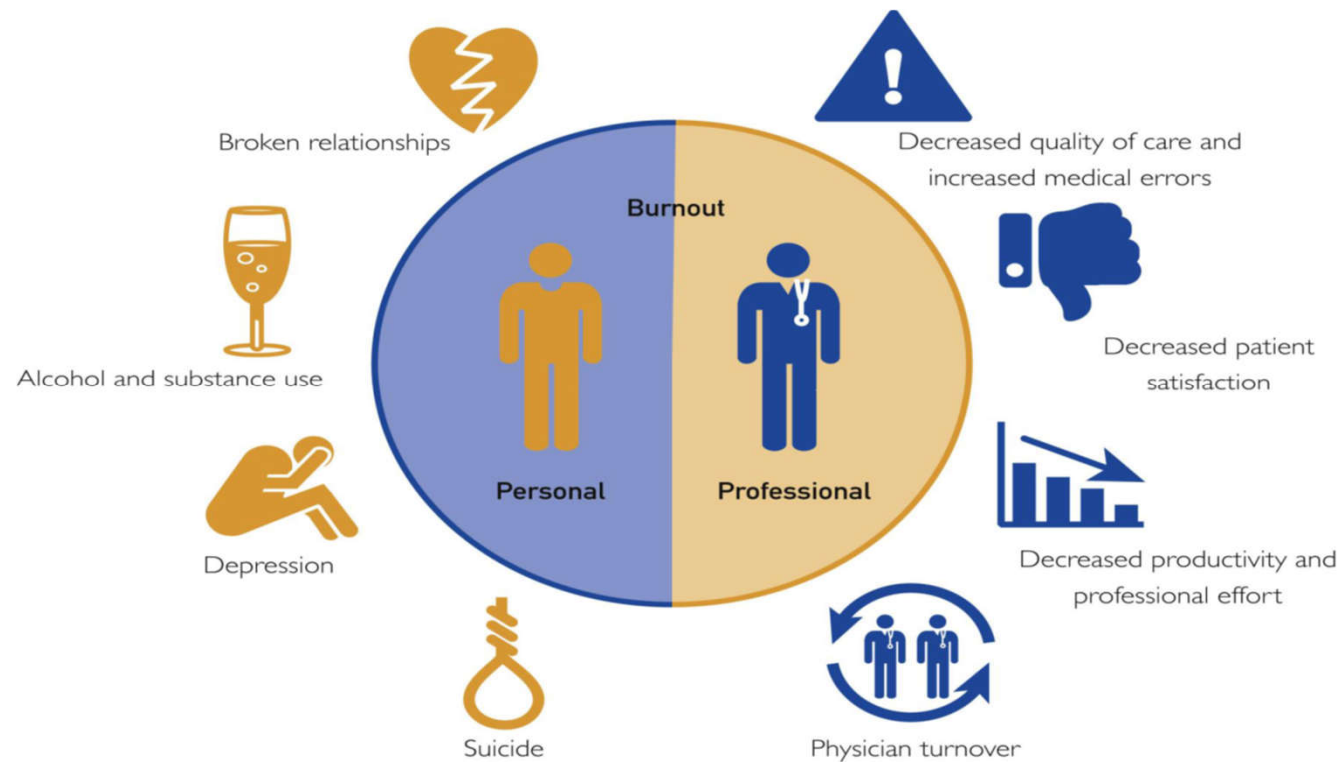 Broken relationships
Decreased quality of care and
increased medical errors
Burnout
Alcohol and substance use
Decreased patient
satisfaction
Personal
Professional
Depression
Decreased productivity and
professional effort
Suicide
Physician turnover